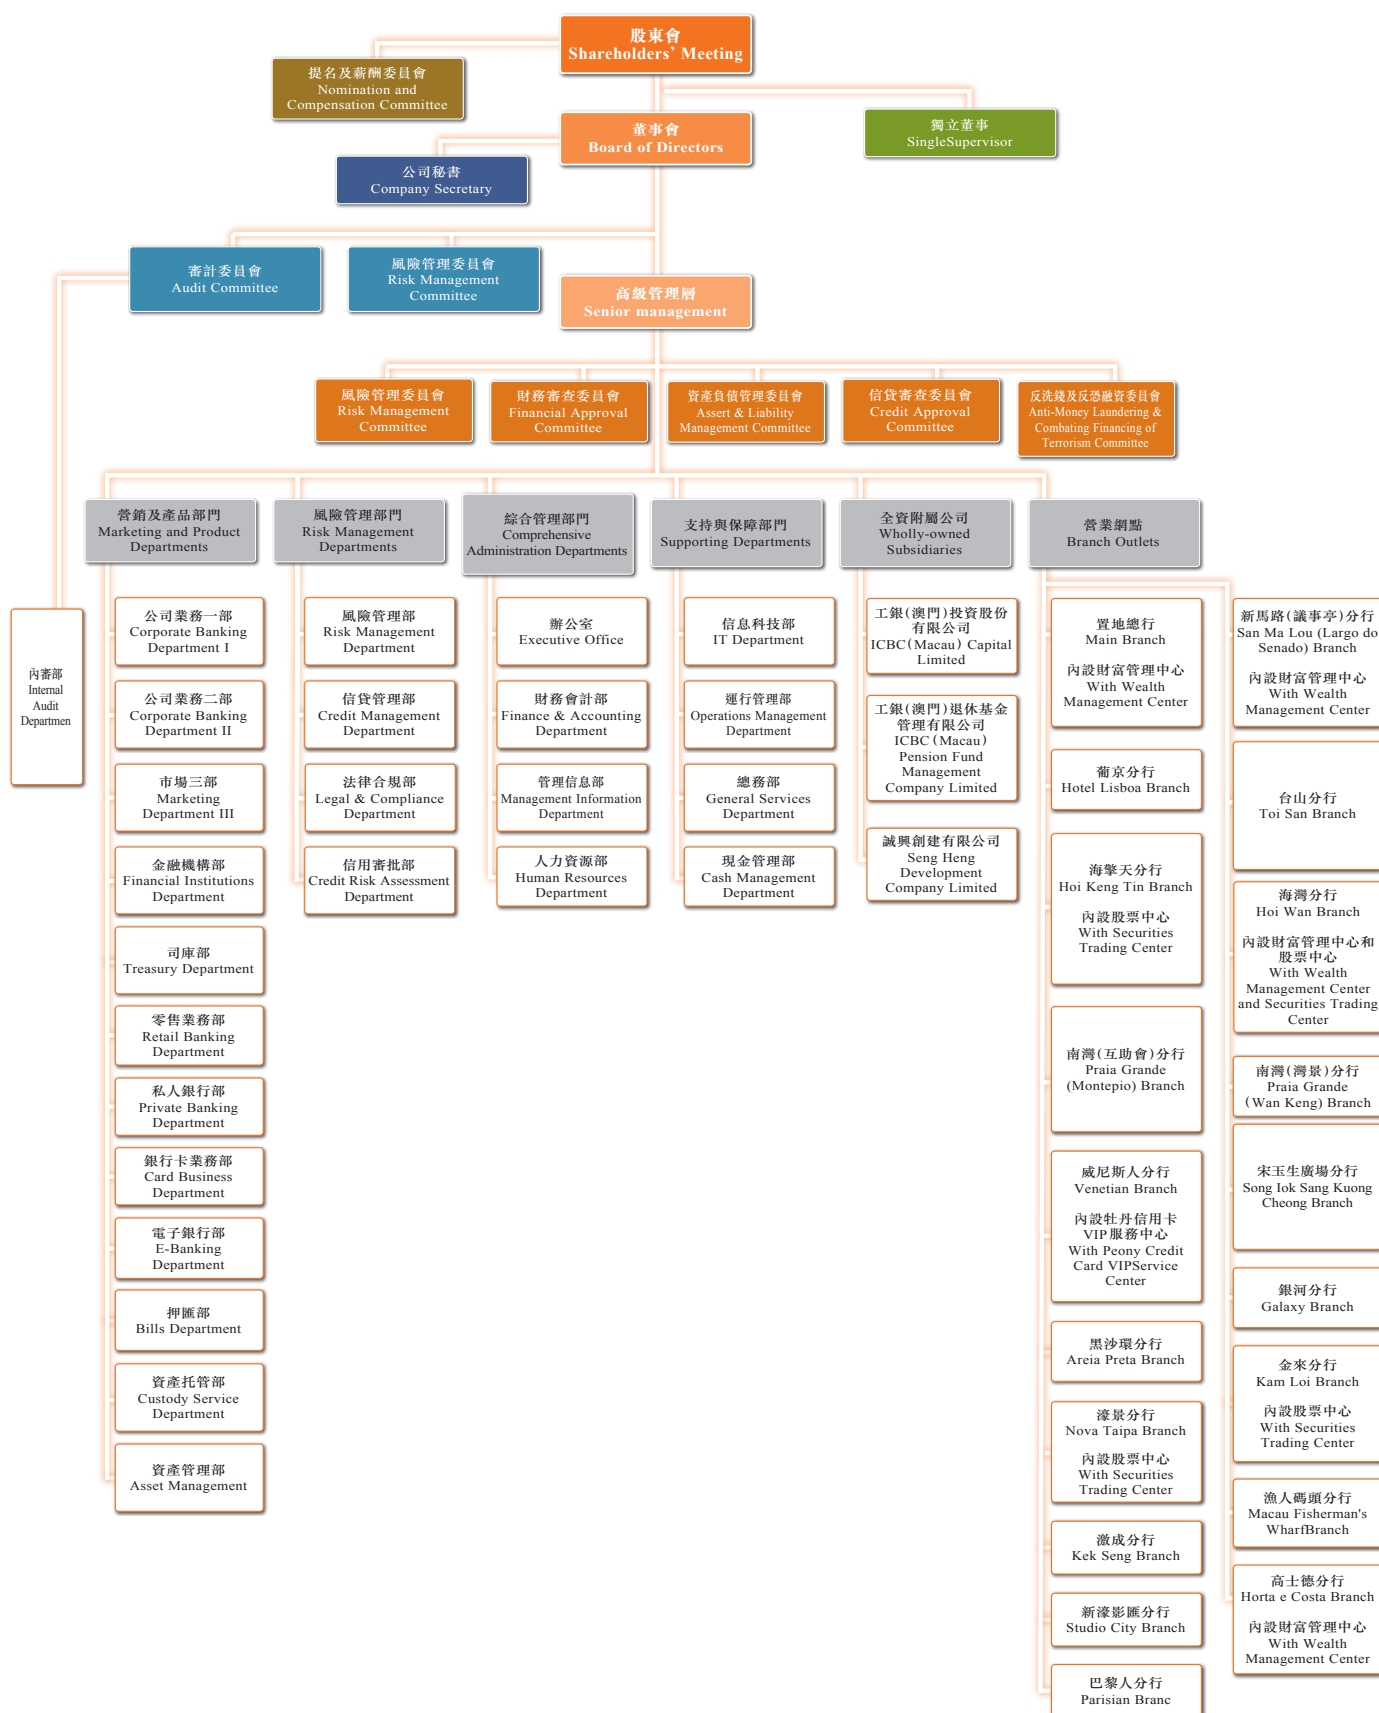 股東會
Shareholders' Meeting
提名及薪酬委員會
Nomination and
Compensation Committee
董事會
Board of Directors
獨立董事
SingleSupervisor
公司秘書
Company Secretary
審計委員會
Audit Committee
風險管理委員會
Risk Management
Committee
高級管理層
Senior management
風險管理委員會
Risk Management
Committee
財務審查委員會
Financial Approval
Committee
資產負債管理委員會
Assert & Liability
Management Committee
信貸審查委員會
Credit Approval
Committee
反洗錢及反恐融資委員會
Anti-Money Laundering &
Combating Financing of
Terrorism Committee
營銷及產品部門
Marketing and Product
Departments
風險管理部門
Risk Management
Departments
綜合管理部門
Comprehensive
Administration Departments
支持與保障部門
Supporting Departments
全資附屬公司
Wholly-owned
Subsidiaries
營業網點
Branch Outlets
內審部
Internal
Audit
Departmen
公司業務一部
Corporate Banking
Department I
公司業務二部
Corporate Banking
Department II
市場三部
Marketing
Department III
金融機構部
Financial Institutions
Department
司庫部
Treasury Department
零售業務部
Retail Banking
Department
私人銀行部
Private Banking
Department
銀行卡業務部
Card Business
Department
電子銀行部
E-Banking
Department
押匯部
Bills Department
資產托管部
Custody Service
Department
資產管理部
Asset Management
風險管理部
Risk Management
Department
信貸管理部
Credit Management
Department
法律合規部
Legal & Compliance
Department
信用審批部
Credit Risk Assessment
Department
辦公室
Executive Office
財務會計部
Finance & Accounting
Department
管理信息部
Management Information
Department
人力資源部
Human Resources
Department
信息科技部
IT Department
運行管理部
Operations Management
Department
總務部
General Services
Department
現金管理部
Cash Management
Department
工銀(澳門)投資股份
有限公司
ICBC(Macau) Capital
Limited
工銀(澳門)退休基金
管理有限公司
ICBC (Macau)
Pension Fund
Management
Company Limited
誠興創建有限公司
Seng Heng
Development
Company Limited
置地總行
Main Branch
內設財富管理中心
With Wealth
Management Center
葡京分行
Hotel Lisboa Branch
海擎天分行
Hoi Keng Tin Branch
內設股票中心
With Securities
Trading Center
南灣(互助會)分行
Praia Grande
(Montepio) Branch
威尼斯人分行
Venetian Branch
內設牡丹信用卡
VIP服務中心
With Peony Credit
Card VIPService
Center
黑沙環分行
Areia Preta Branch
濠景分行
Nova Taipa Branch
內設股票中心
With Securities
Trading Center
激成分行
Kek Seng Branch
新濠影匯分行
Studio City Branch
巴黎人分行
Parisian Branc
新馬路(議事亭)分行
San Ma Lou (Largo do
Senado) Branch
內設財富管理中心
With Wealth
Management Center
台山分行
Toi San Branch
海灣分行
Hoi Wan Branch
內設財富管理中心和
股票中心
With Wealth
Management Center
and Securities Trading
Center
南灣(灣景)分行
Praia Grande
(Wan Keng) Branch
宋玉生廣場分行
Song Iok Sang Kuong
Cheong Branch
銀河分行
Galaxy Branch
金來分行
Kam Loi Branch
內設股票中心
With Securities
Trading Center
漁人碼頭分行
Macau Fisherman's
WharfBranch
高士德分行
Horta e Costa Branch
內設財富管理中心
With Wealth
Management Center